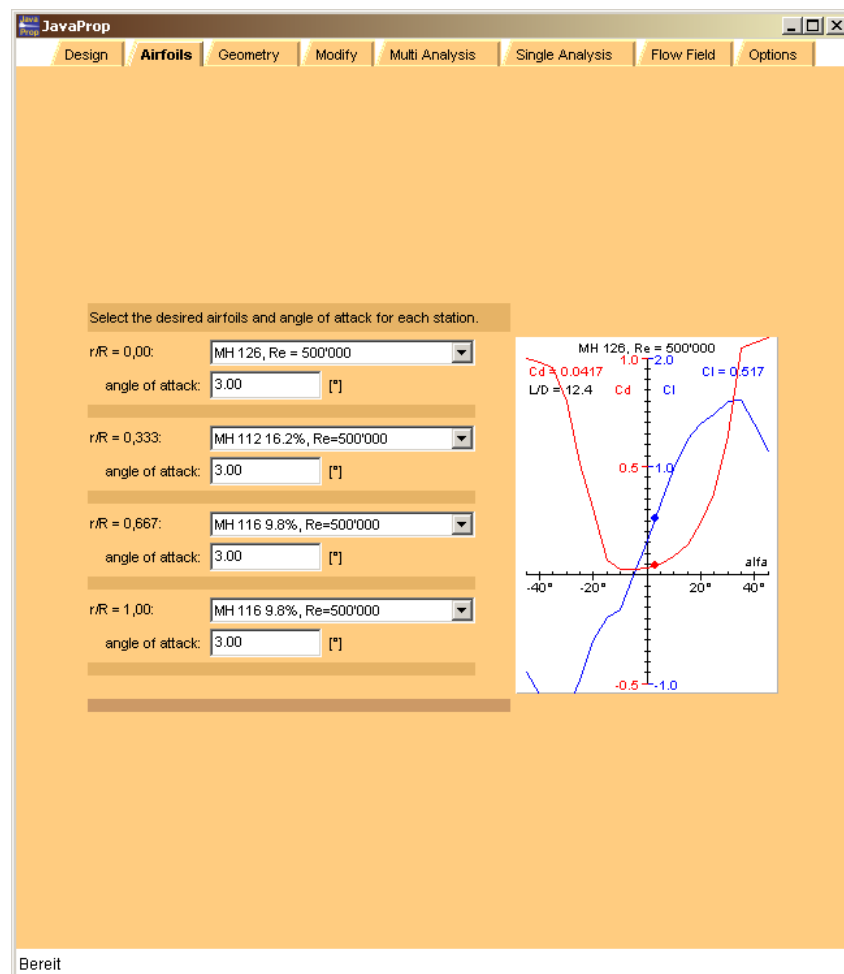 Java Prop JavaProp
Design Airfoils Geometry Modify Multi Analysis Single Analysis Flow Field Options
Select the desired airfoils and angle of attack for each station.
r/R = 0,00: MH 126, Re = 500'000
angle of attack: 3.00 [°]
r/R = 0,333: MH 112 16.2%, Re=500'000
angle of attack: 3.00 [°]
r/R = 0,667: MH 116 9.8%, Re=500'000
angle of attack: 3.00 [°]
r/R = 1,00: MH 116 9.8%, Re=500'000
angle of attack: 3.00 [°]
MH 126, Re = 500'000
1.0 2.0
Cd = 0.0417 Cl = 0.517
L/D = 12.4 Cd Cl
0.5 1.0
alfa
-40° -20° 20° 40°
-0.5 -1.0
Bereit